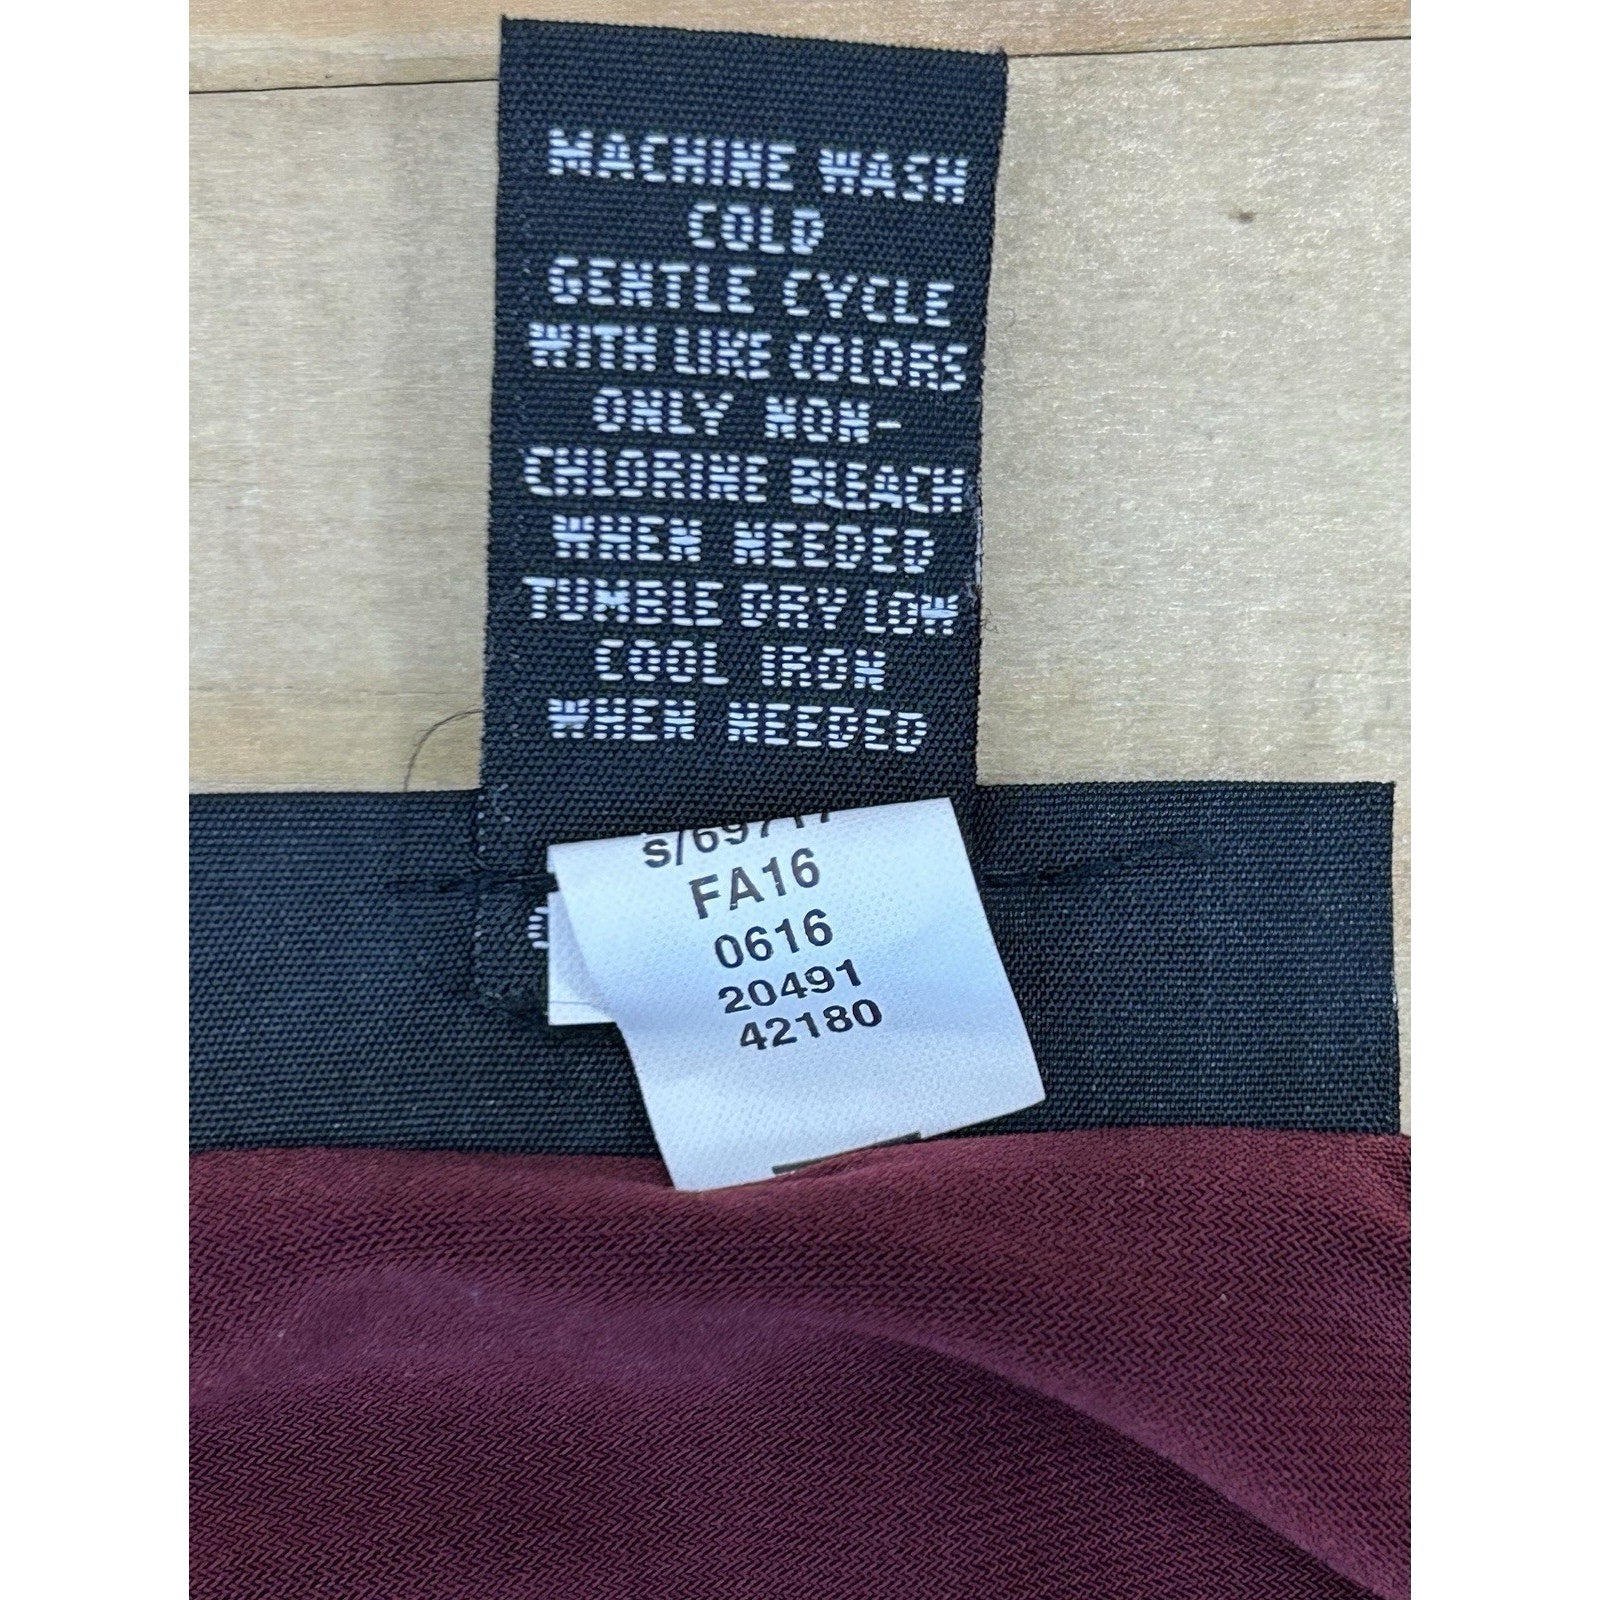 MACHINE WASH
COLD
GENTLE CYCLE
WITH LIKE COLORS
ONLY NON-
CHLORINE BLEACH
WHEN NEEDED
TUMBLE DRY LOW
COOL IRON
WHEN NEEDED
s/69717
FA16
0616
20491
42180